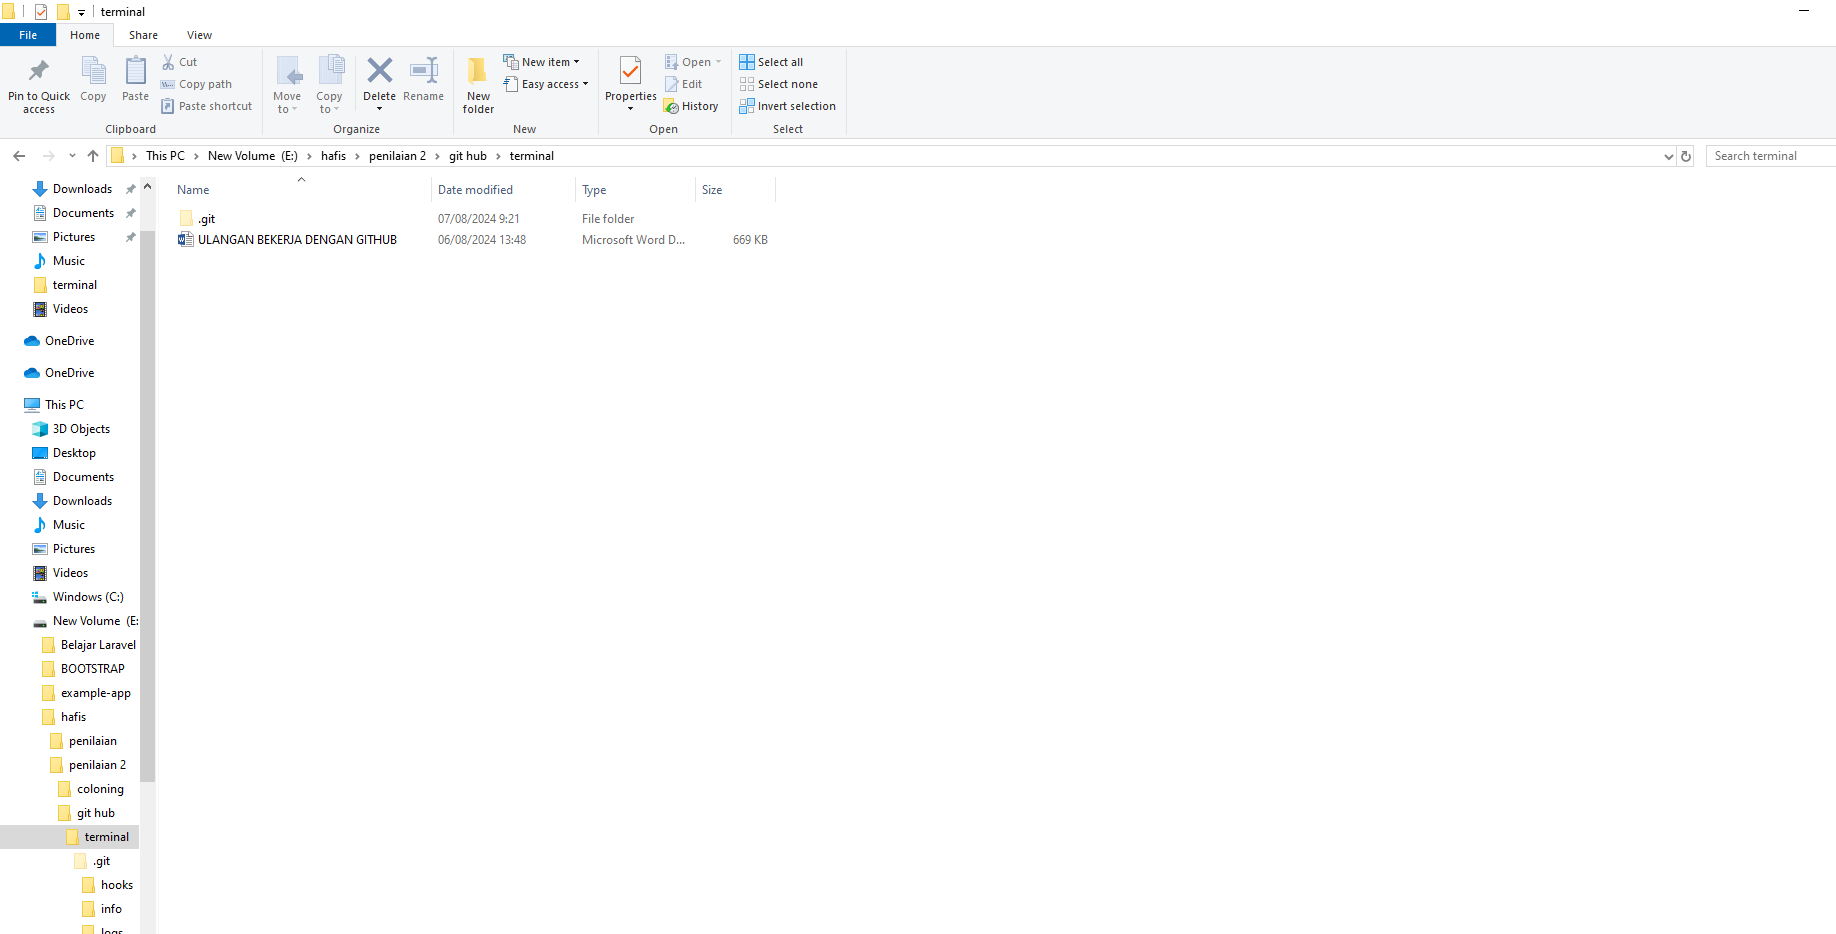 terminal
File Home Share View
Pin to Quick access
Copy
Paste
Cut
Copy path
Paste shortcut
Clipboard
Move to
Copy to
Delete
Rename
Organize
New folder
New item
Easy access
New
Properties
Open
Edit
History
Open
Select all
Select none
Invert selection
Select
This PC > New Volume (E:) > hafis > penilaian 2 > git hub > terminal
Search terminal
Name Date modified Type Size
.git 07/08/2024 9:21 File folder
ULANGAN BEKERJA DENGAN GITHUB 06/08/2024 13:48 Microsoft Word D... 669 KB
Downloads
Documents
Pictures
Music
terminal
Videos
OneDrive
OneDrive
This PC
3D Objects
Desktop
Documents
Downloads
Music
Pictures
Videos
Windows (C:)
New Volume (E:
Belajar Laravel
BOOTSTRAP
example-app
hafis
penilaian
penilaian 2
coloning
git hub
terminal
.git
hooks
info
logs